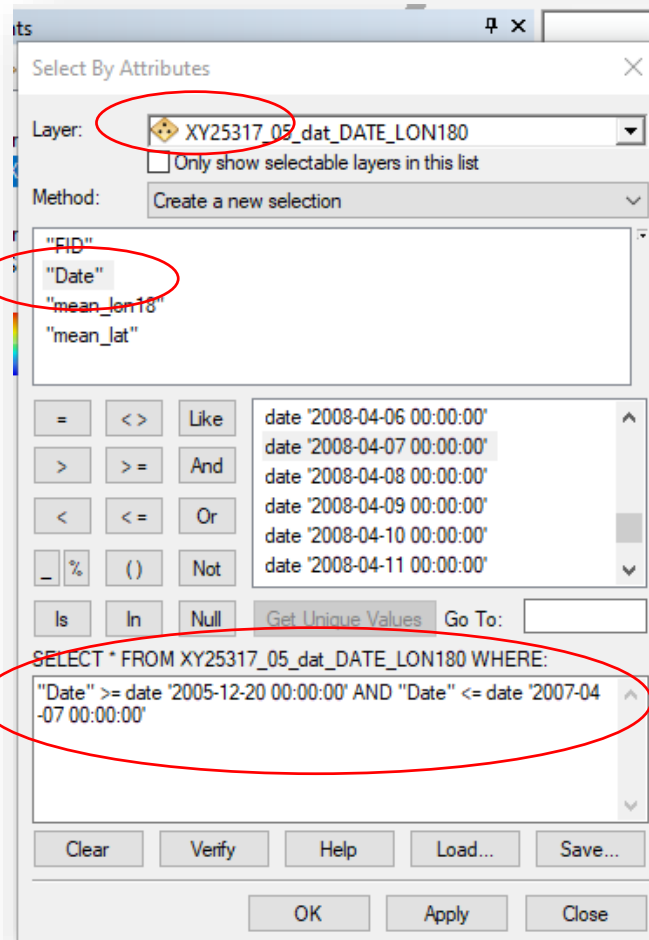 ts
Select By Attributes
Layer: XY25317_05_dat_DATE_LON180
Only show selectable layers in this list
Method: Create a new selection
"FID"
"Date"
"mean_lon18"
"mean_lat"
= < > Like
> > = And
< < = Or
_ % ( ) Not
Is In Null
date '2008-04-06 00:00:00'
date '2008-04-07 00:00:00'
date '2008-04-08 00:00:00'
date '2008-04-09 00:00:00'
date '2008-04-10 00:00:00'
date '2008-04-11 00:00:00'
Get Unique Values Go To:
SELECT * FROM XY25317_05_dat_DATE_LON180 WHERE:
"Date" >= date '2005-12-20 00:00:00' AND "Date" <= date '2007-04
-07 00:00:00'
Clear Verify Help Load... Save...
OK Apply Close